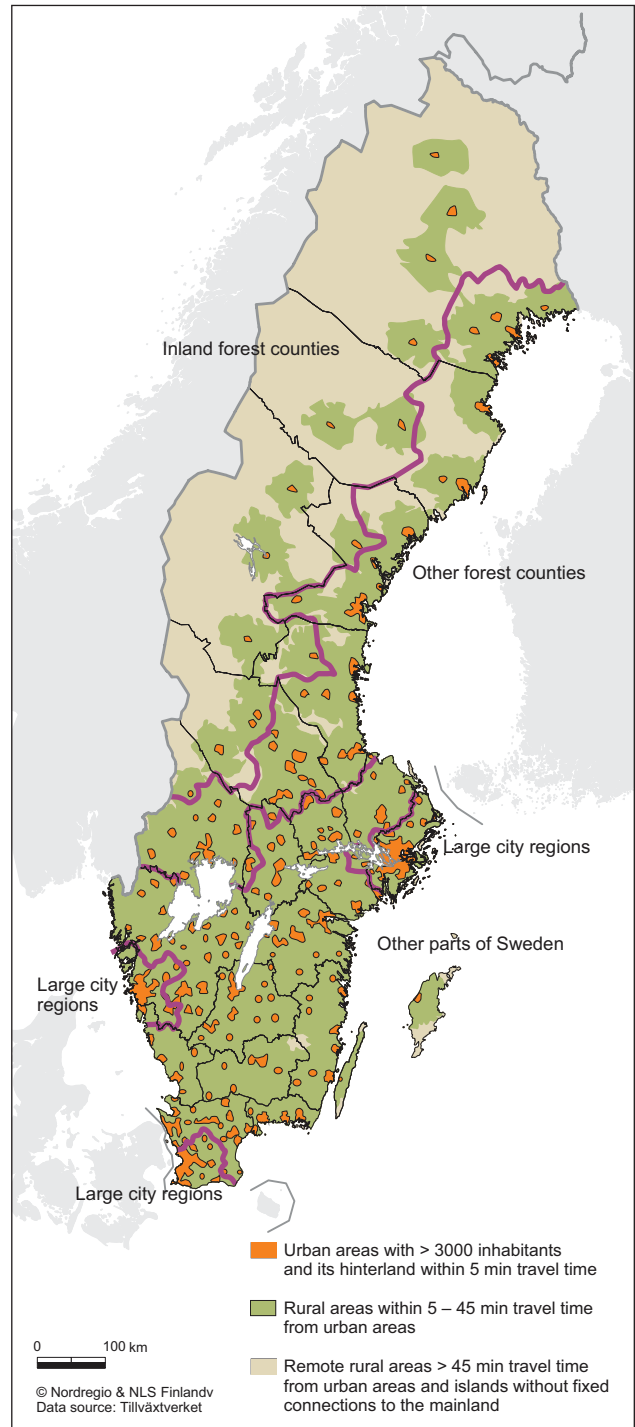 Inland forest counties
Other forest counties
Large city regions
Other parts of Sweden
Large city
regions
Large city regions
Urban areas with > 3000 inhabitants
and its hinterland within 5 min travel time
Rural areas within 5 – 45 min travel time
from urban areas
Remote rural areas > 45 min travel time
from urban areas and islands without fixed
connections to the mainland
0 100 km
© Nordregio & NLS Finlandv
Data source: Tillväxtverket